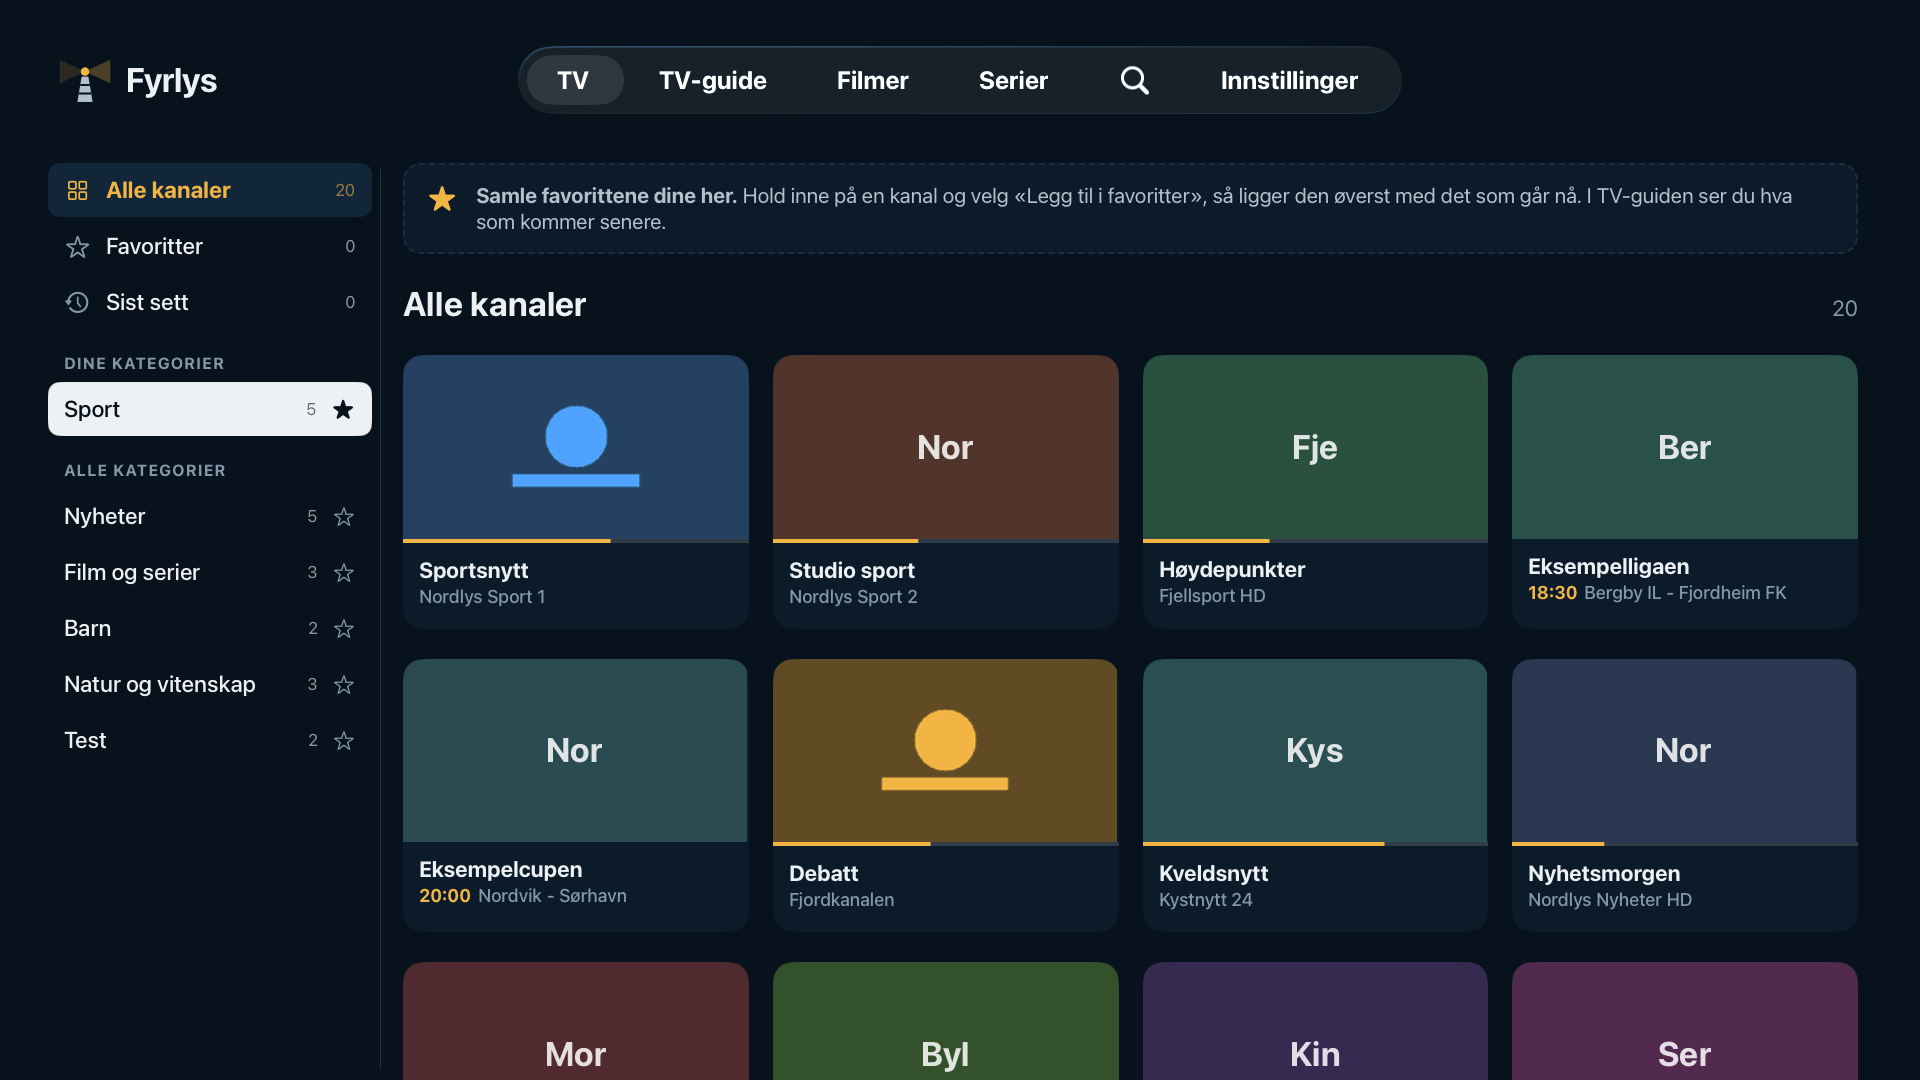 Fyrlys
TV
TV-guide
Filmer
Serier
Innstillinger
Alle kanaler 20
Favoritter 0
Sist sett 0
DINE KATEGORIER
Sport 5
ALLE KATEGORIER
Nyheter 5
Film og serier 3
Barn 2
Natur og vitenskap 3
Test 2
Samle favorittene dine her. Hold inne på en kanal og velg «Legg til i favoritter», så ligger den øverst med det som går nå. I TV-guiden ser du hva
som kommer senere.
Alle kanaler 20
Sportsnytt
Nordlys Sport 1
Nor
Studio sport
Nordlys Sport 2
Fje
Høydepunkter
Fjellsport HD
Ber
Eksempelligaen
18:30 Bergby IL - Fjordheim FK
Nor
Eksempelcupen
20:00 Nordvik - Sørhavn
Debatt
Fjordkanalen
Kys
Kveldsnytt
Kystnytt 24
Nor
Nyhetsmorgen
Nordlys Nyheter HD
Mor
Byl
Kin
Ser